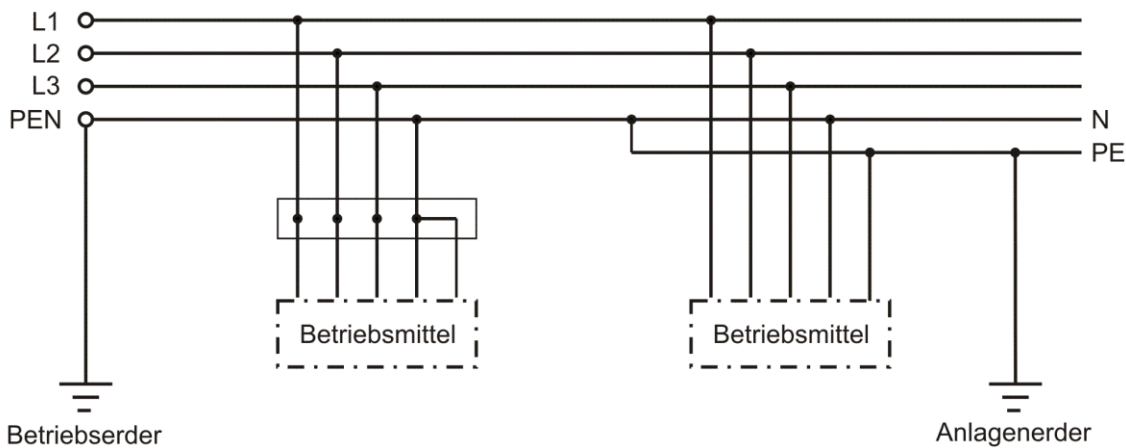 L1
L2
L3
PEN
N
PE
Betriebsmittel
Betriebsmittel
Betriebserder
Anlagenerder